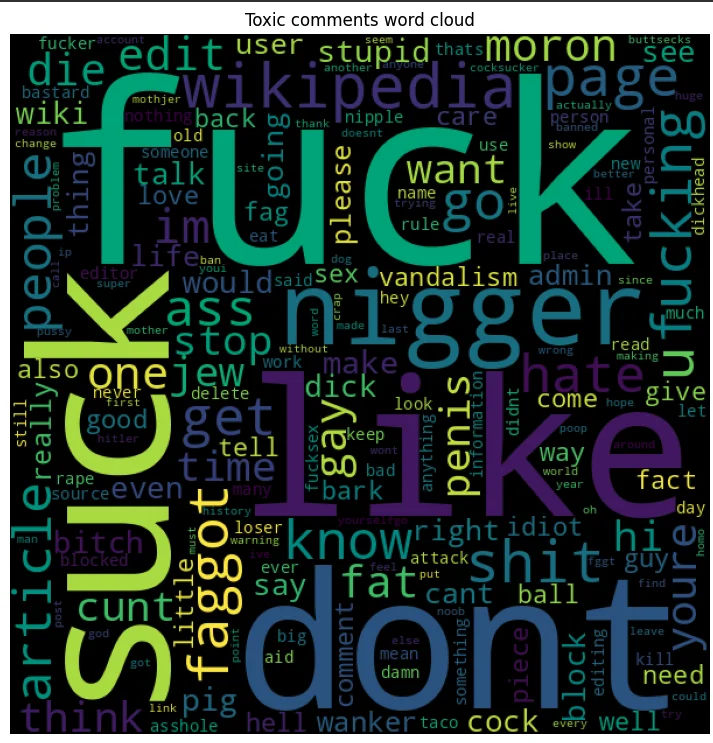 Toxic comments word cloud
fucker account seem another anyone thats buttsecks
die edit user stupid moron see
bastard wikipedia cocksucker page huge
wiki mothjer nothing back nipple care actually person
reason change old thank doesnt use banned fucking
someone going site want show new personal
people problem thing talk love fag eat please name trying rule go real live better ill take dickhead
fuck
im life ban youi dog place
ip call editor super would said sex vandalism admin since
suck ass nigger hey much
pussy mother stop word crap made last wrong read u
without work making
also one jew make hate
still never first delete dick look come hope give let
really good hitler get gay penis information didnt
tell fucksex keep wont anything way poop around
rape time bad world fact
source even many bark year
like
article history yourselfgo oh day
man bitch faggot must loser warning know right idiot hi
blocked ive attack shit fggt guy youre homo
ever feel put find
post cunt little say fat cant ball
god noob leave
got point big else comment something piece block editing kill
aid mean damn need
dont
link pig could
think asshole hell wanker taco cock every well try